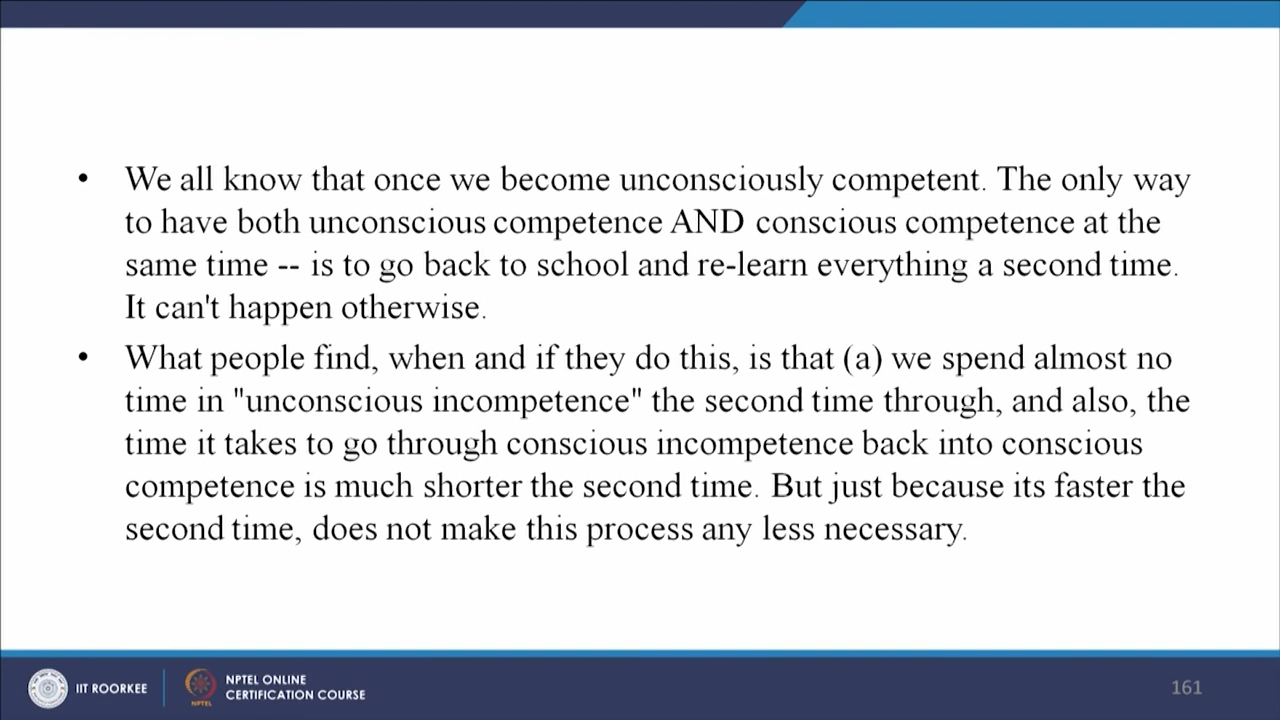 • We all know that once we become unconsciously competent. The only way
to have both unconscious competence AND conscious competence at the
same time -- is to go back to school and re-learn everything a second time.
It can't happen otherwise.
• What people find, when and if they do this, is that (a) we spend almost no
time in "unconscious incompetence" the second time through, and also, the
time it takes to go through conscious incompetence back into conscious
competence is much shorter the second time. But just because its faster the
second time, does not make this process any less necessary.
IIT ROORKEE
NPTEL
NPTEL ONLINE
CERTIFICATION COURSE
161